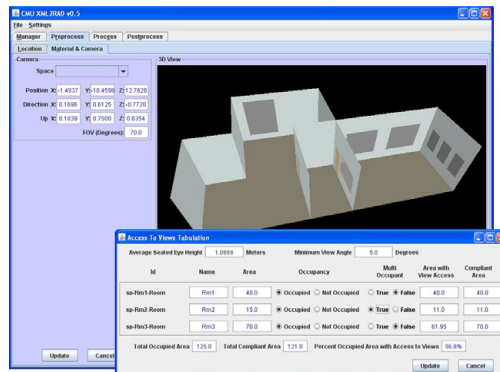 CMU XML2RAD v0.5
File Settings
Manager Preprocess Process Postprocess
Location Material & Camera
Camera
3D View
Space
Position X: -1.4937 Y: -10.4598 Z: 12.7626
Direction X: 0.1696 Y: 0.6125 Z: -0.7720
Up X: 0.1839 Y: 0.7500 Z: 0.6354
FOV (Degrees): 70.0
Update Cancel
Access To Views Tabulation
Average Seated Eye Height 1.0668 Meters Minimum View Angle 9.0 Degrees
Id Name Area Occupancy Multi Occupant Area with View Access Compliant Area
sp-Rm1-Room Rm1 40.0 Occupied Not Occupied True False 40.0 40.0
sp-Rm2-Room Rm2 15.0 Occupied Not Occupied True False 11.0 11.0
sp-Rm3-Room Rm3 70.0 Occupied Not Occupied True False 61.95 70.0
Total Occupied Area 125.0 Total Compliant Area 121.0 Percent Occupied Area with Access to Views 96.8%
Update Cancel